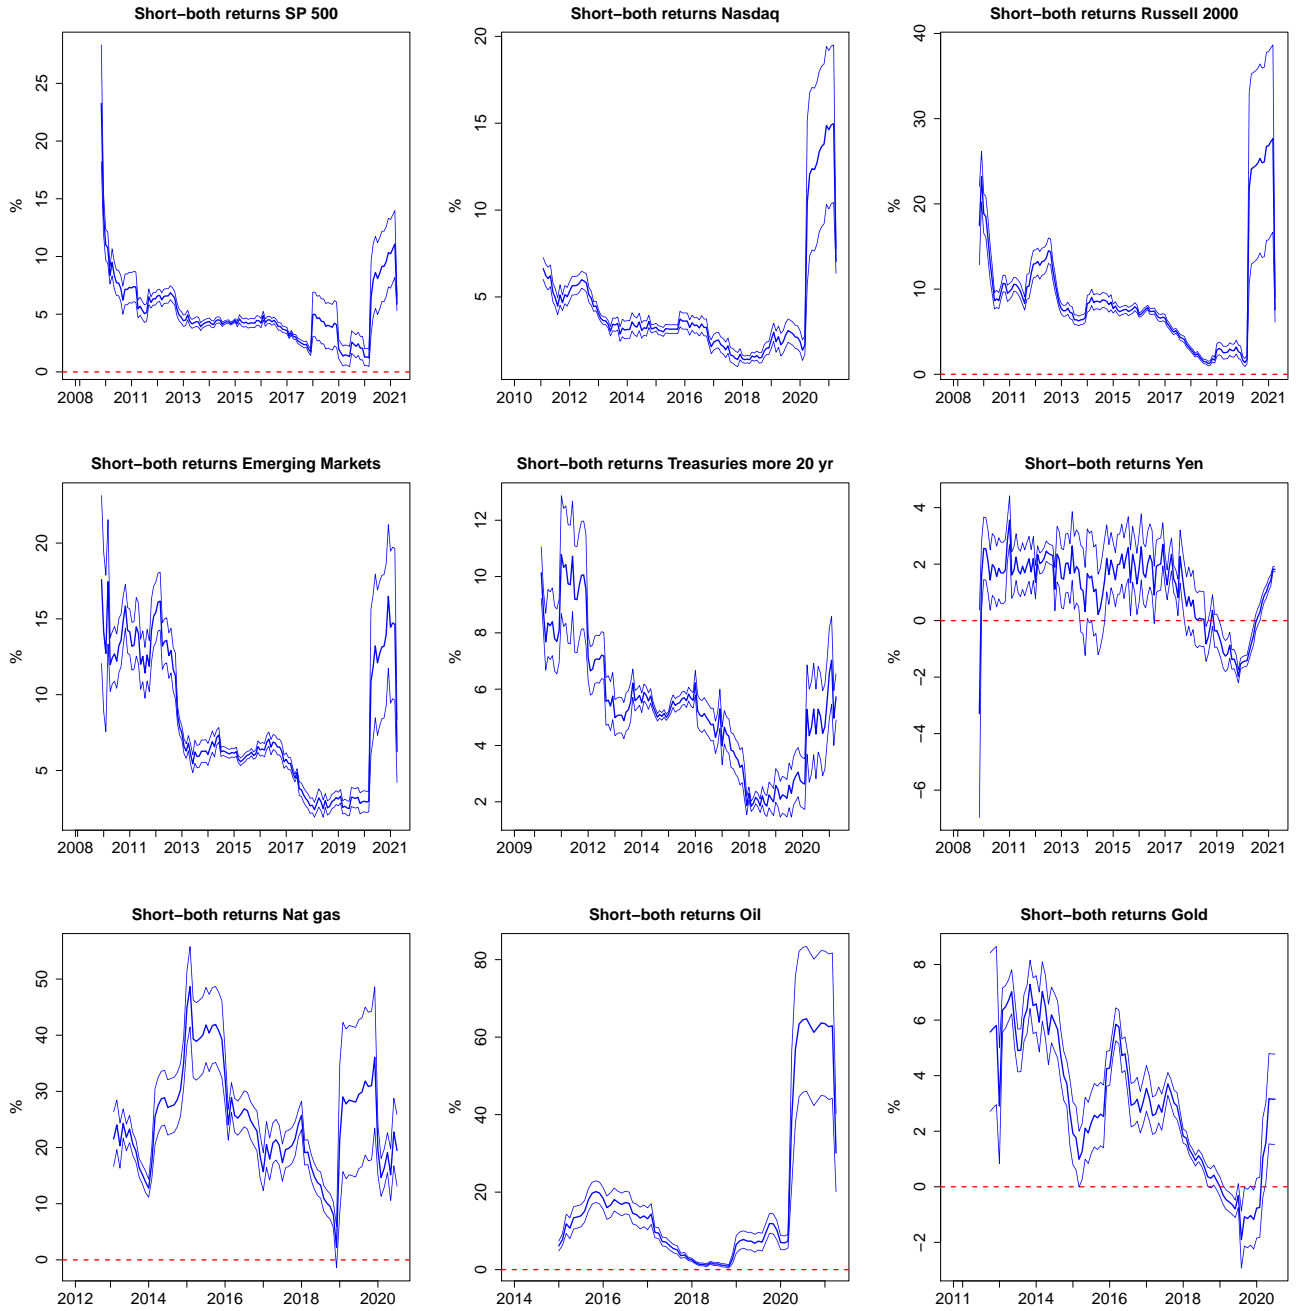 Short−both returns SP 500
%
0 5 10 15 20 25
2008 2011 2013 2015 2017 2019 2021
Short−both returns Nasdaq
%
5 10 15 20
2010 2012 2014 2016 2018 2020
Short−both returns Russell 2000
%
0 10 20 30 40
2008 2011 2013 2015 2017 2019 2021
Short−both returns Emerging Markets
%
5 10 15 20
2008 2011 2013 2015 2017 2019 2021
Short−both returns Treasuries more 20 yr
%
2 4 6 8 10 12
2009 2012 2014 2016 2018 2020
Short−both returns Yen
%
−6 −4 −2 0 2 4
2008 2011 2013 2015 2017 2019 2021
Short−both returns Nat gas
%
0 10 20 30 40 50
2012 2014 2016 2018 2020
Short−both returns Oil
%
0 20 40 60 80
2014 2016 2018 2020
Short−both returns Gold
%
−2 0 2 4 6 8
2011 2014 2016 2018 2020